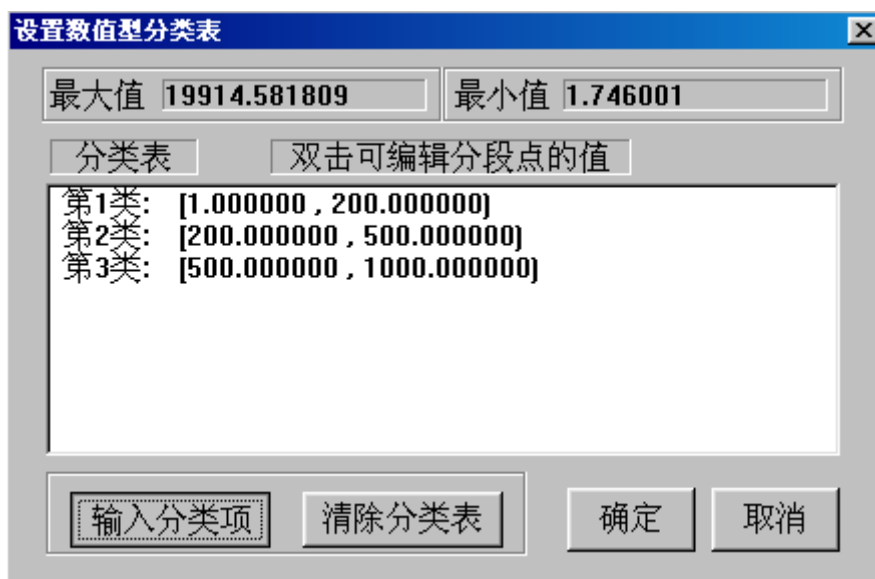 设置数值型分类表
最大值 19914.581809 最小值 1.746001
分类表 双击可编辑分段点的值
第1类: [1.000000 , 200.000000)
第2类: [200.000000 , 500.000000)
第3类: [500.000000 , 1000.000000)
输入分类项 清除分类表 确定 取消